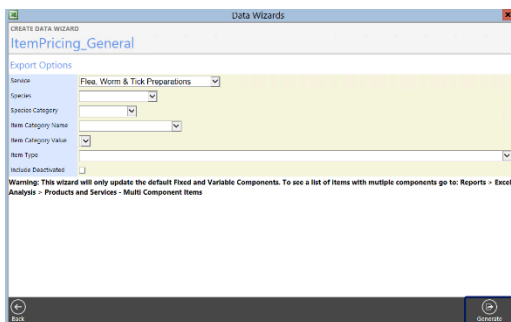 Data Wizards
CREATE DATA WIZARD
ItemPricing_General
Export Options
Service
Flea, Worm & Tick Preparations
Species
Species Category
Item Category Name
Item Category Value
Item Type
Include Deactivated
Warning: This wizard will only update the default Fixed and Variable Components. To see a list of items with mutiple components go to: Reports > Excel
Analysis > Products and Services - Multi Component Items
Back
Generate